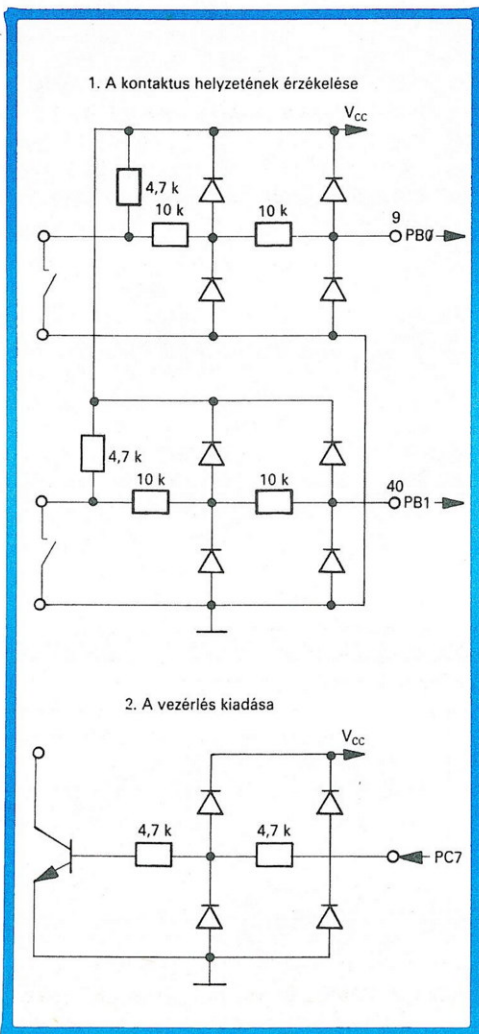 1. A kontaktus helyzetének érzékelése
V_CC
4,7 k
10 k 10 k
9
PB0
4,7 k
10 k 10 k
40
PB1
2. A vezérlés kiadása
V_CC
4,7 k 4,7 k
PC7